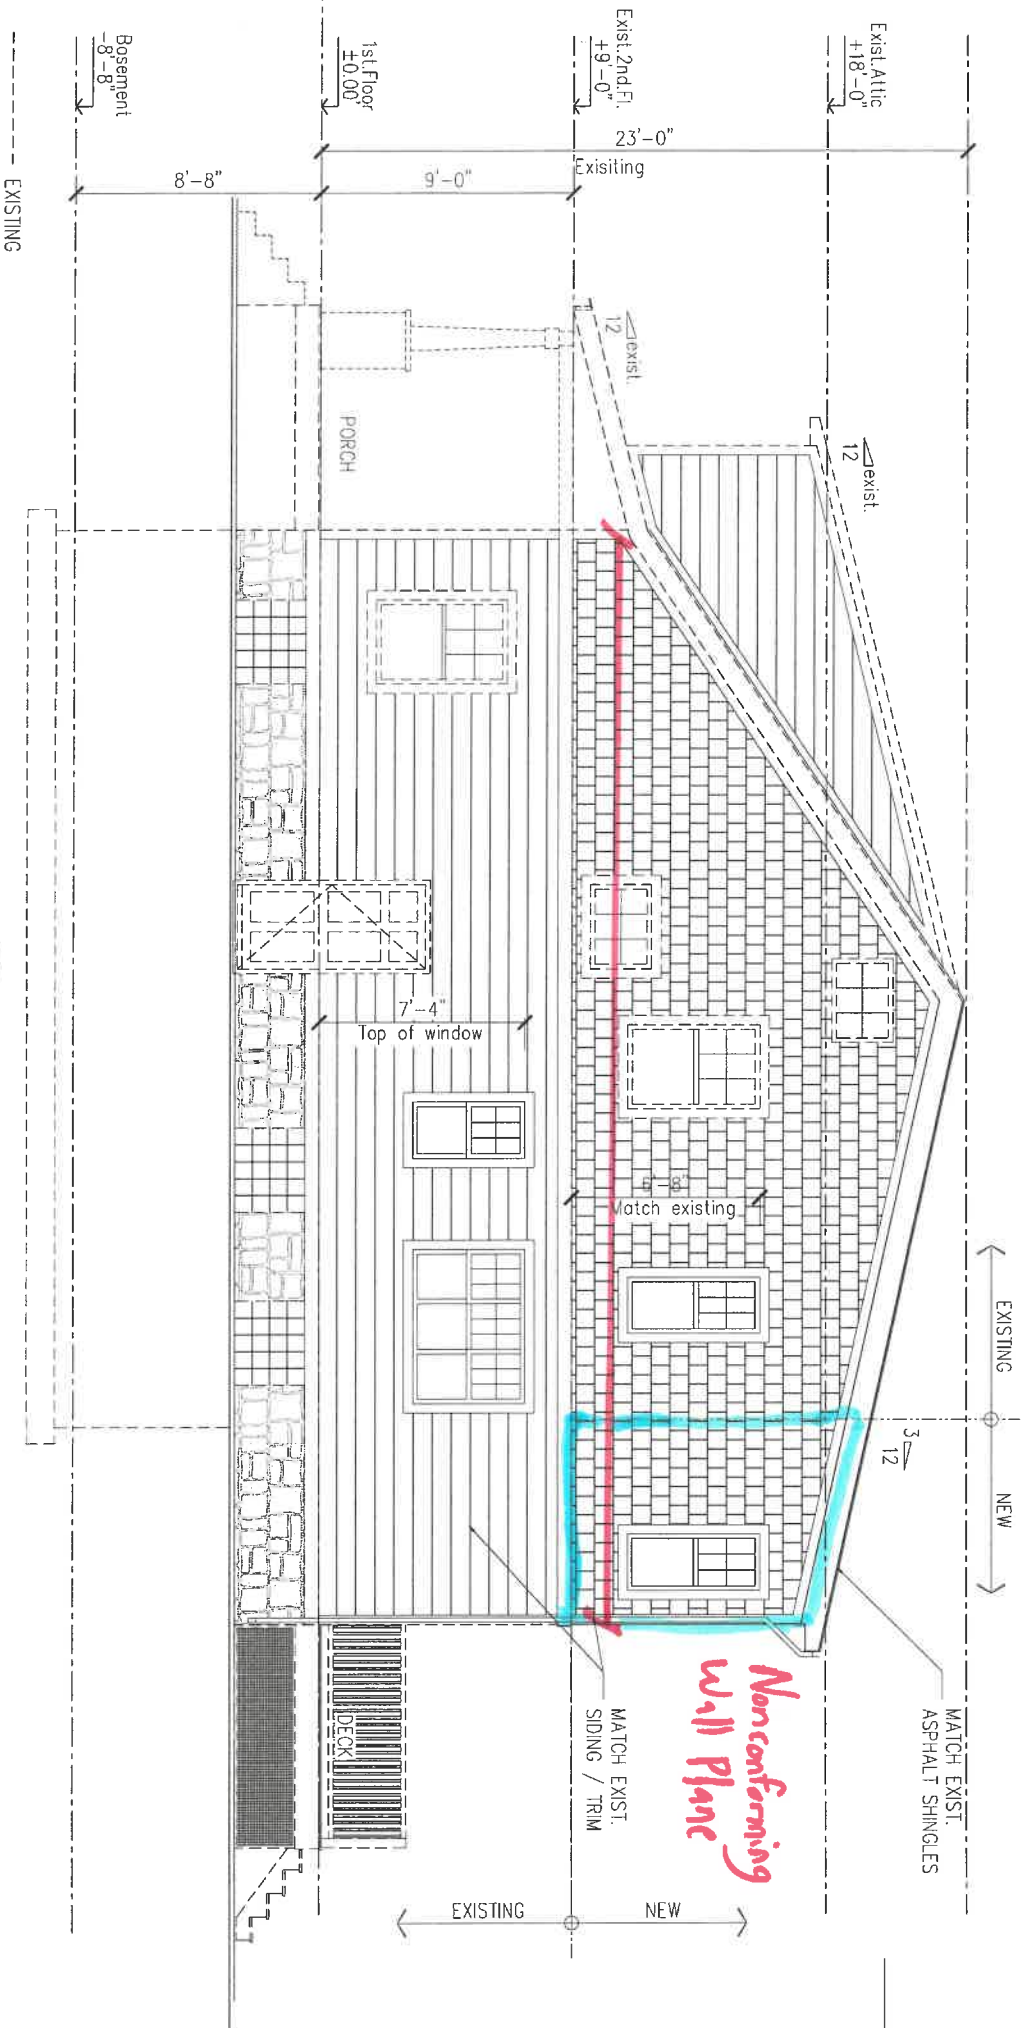 Exist.Attic
+18'-0"
Exist.2nd.Fl.
+9'-0"
1st.Floor
±0.00'
Basement
-8'-8"
23'-0"
Exisiting
9'-0"
8'-8"
EXISTING
12
exist.
12
exist.
PORCH
7'-4"
Top of window
6'-8"
Match existing
EXISTING
NEW
3
12
MATCH EXIST.
ASPHALT SHINGLES
MATCH EXIST.
SIDING / TRIM
Nonconforming
Wall Plane
DECK
EXISTING
NEW